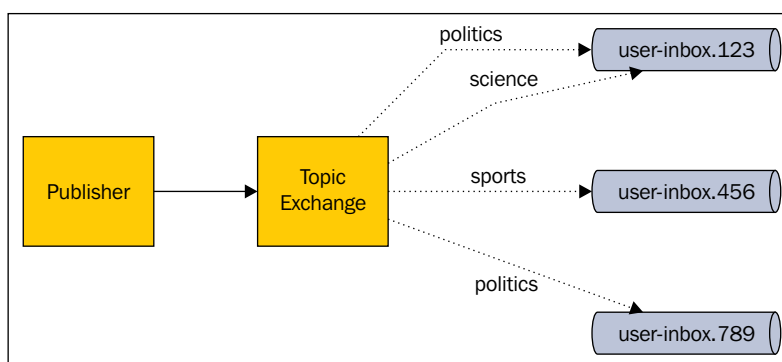 politics
user-inbox.123
science
Publisher
Topic
Exchange
sports
user-inbox.456
politics
user-inbox.789